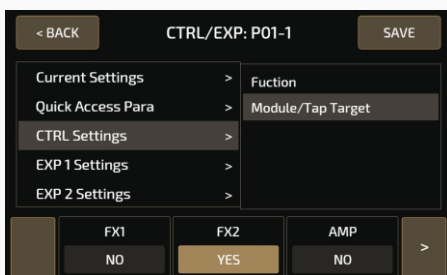 < BACK CTRL/EXP: P01-1 SAVE
Current Settings > Fuction
Quick Access Para > Module/Tap Target
CTRL Settings >
EXP 1 Settings >
EXP 2 Settings >
FX1 FX2 AMP >
NO YES NO